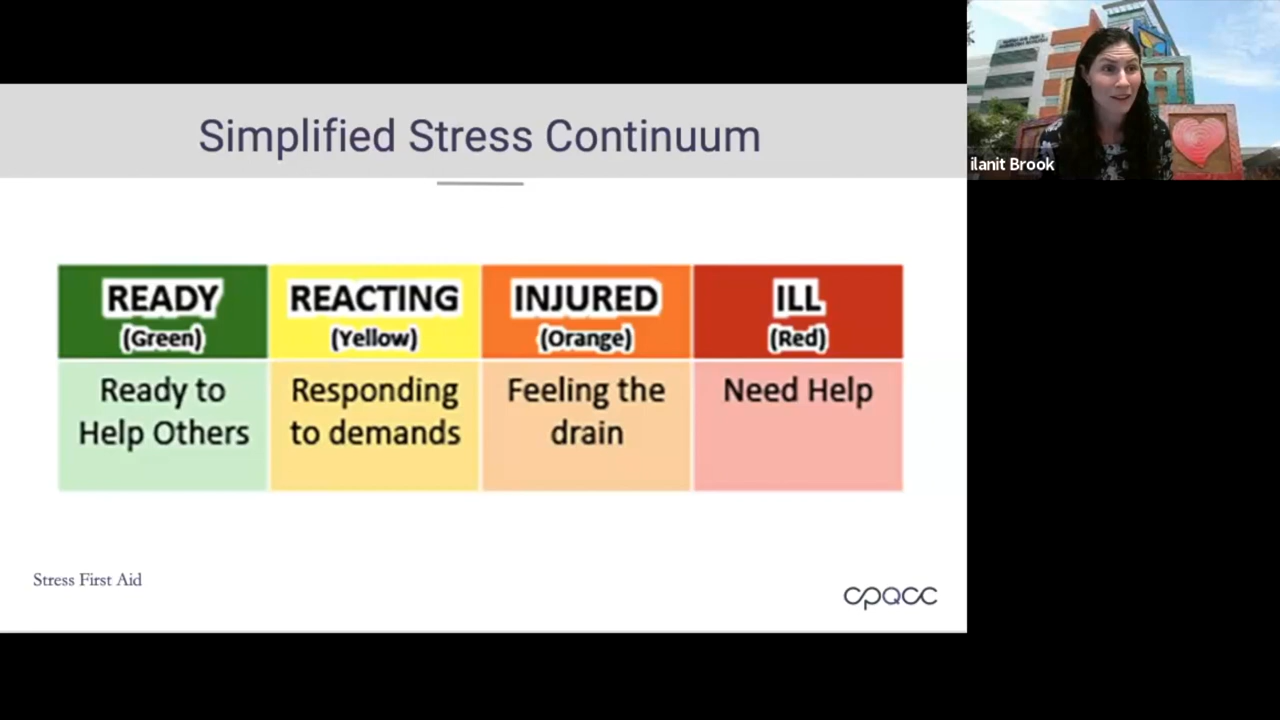 Simplified Stress Continuum
READY
(Green)
REACTING
(Yellow)
INJURED
(Orange)
ILL
(Red)
Ready to
Help Others
Responding
to demands
Feeling the
drain
Need Help
Stress First Aid
cpqcc
ilanit Brook
H